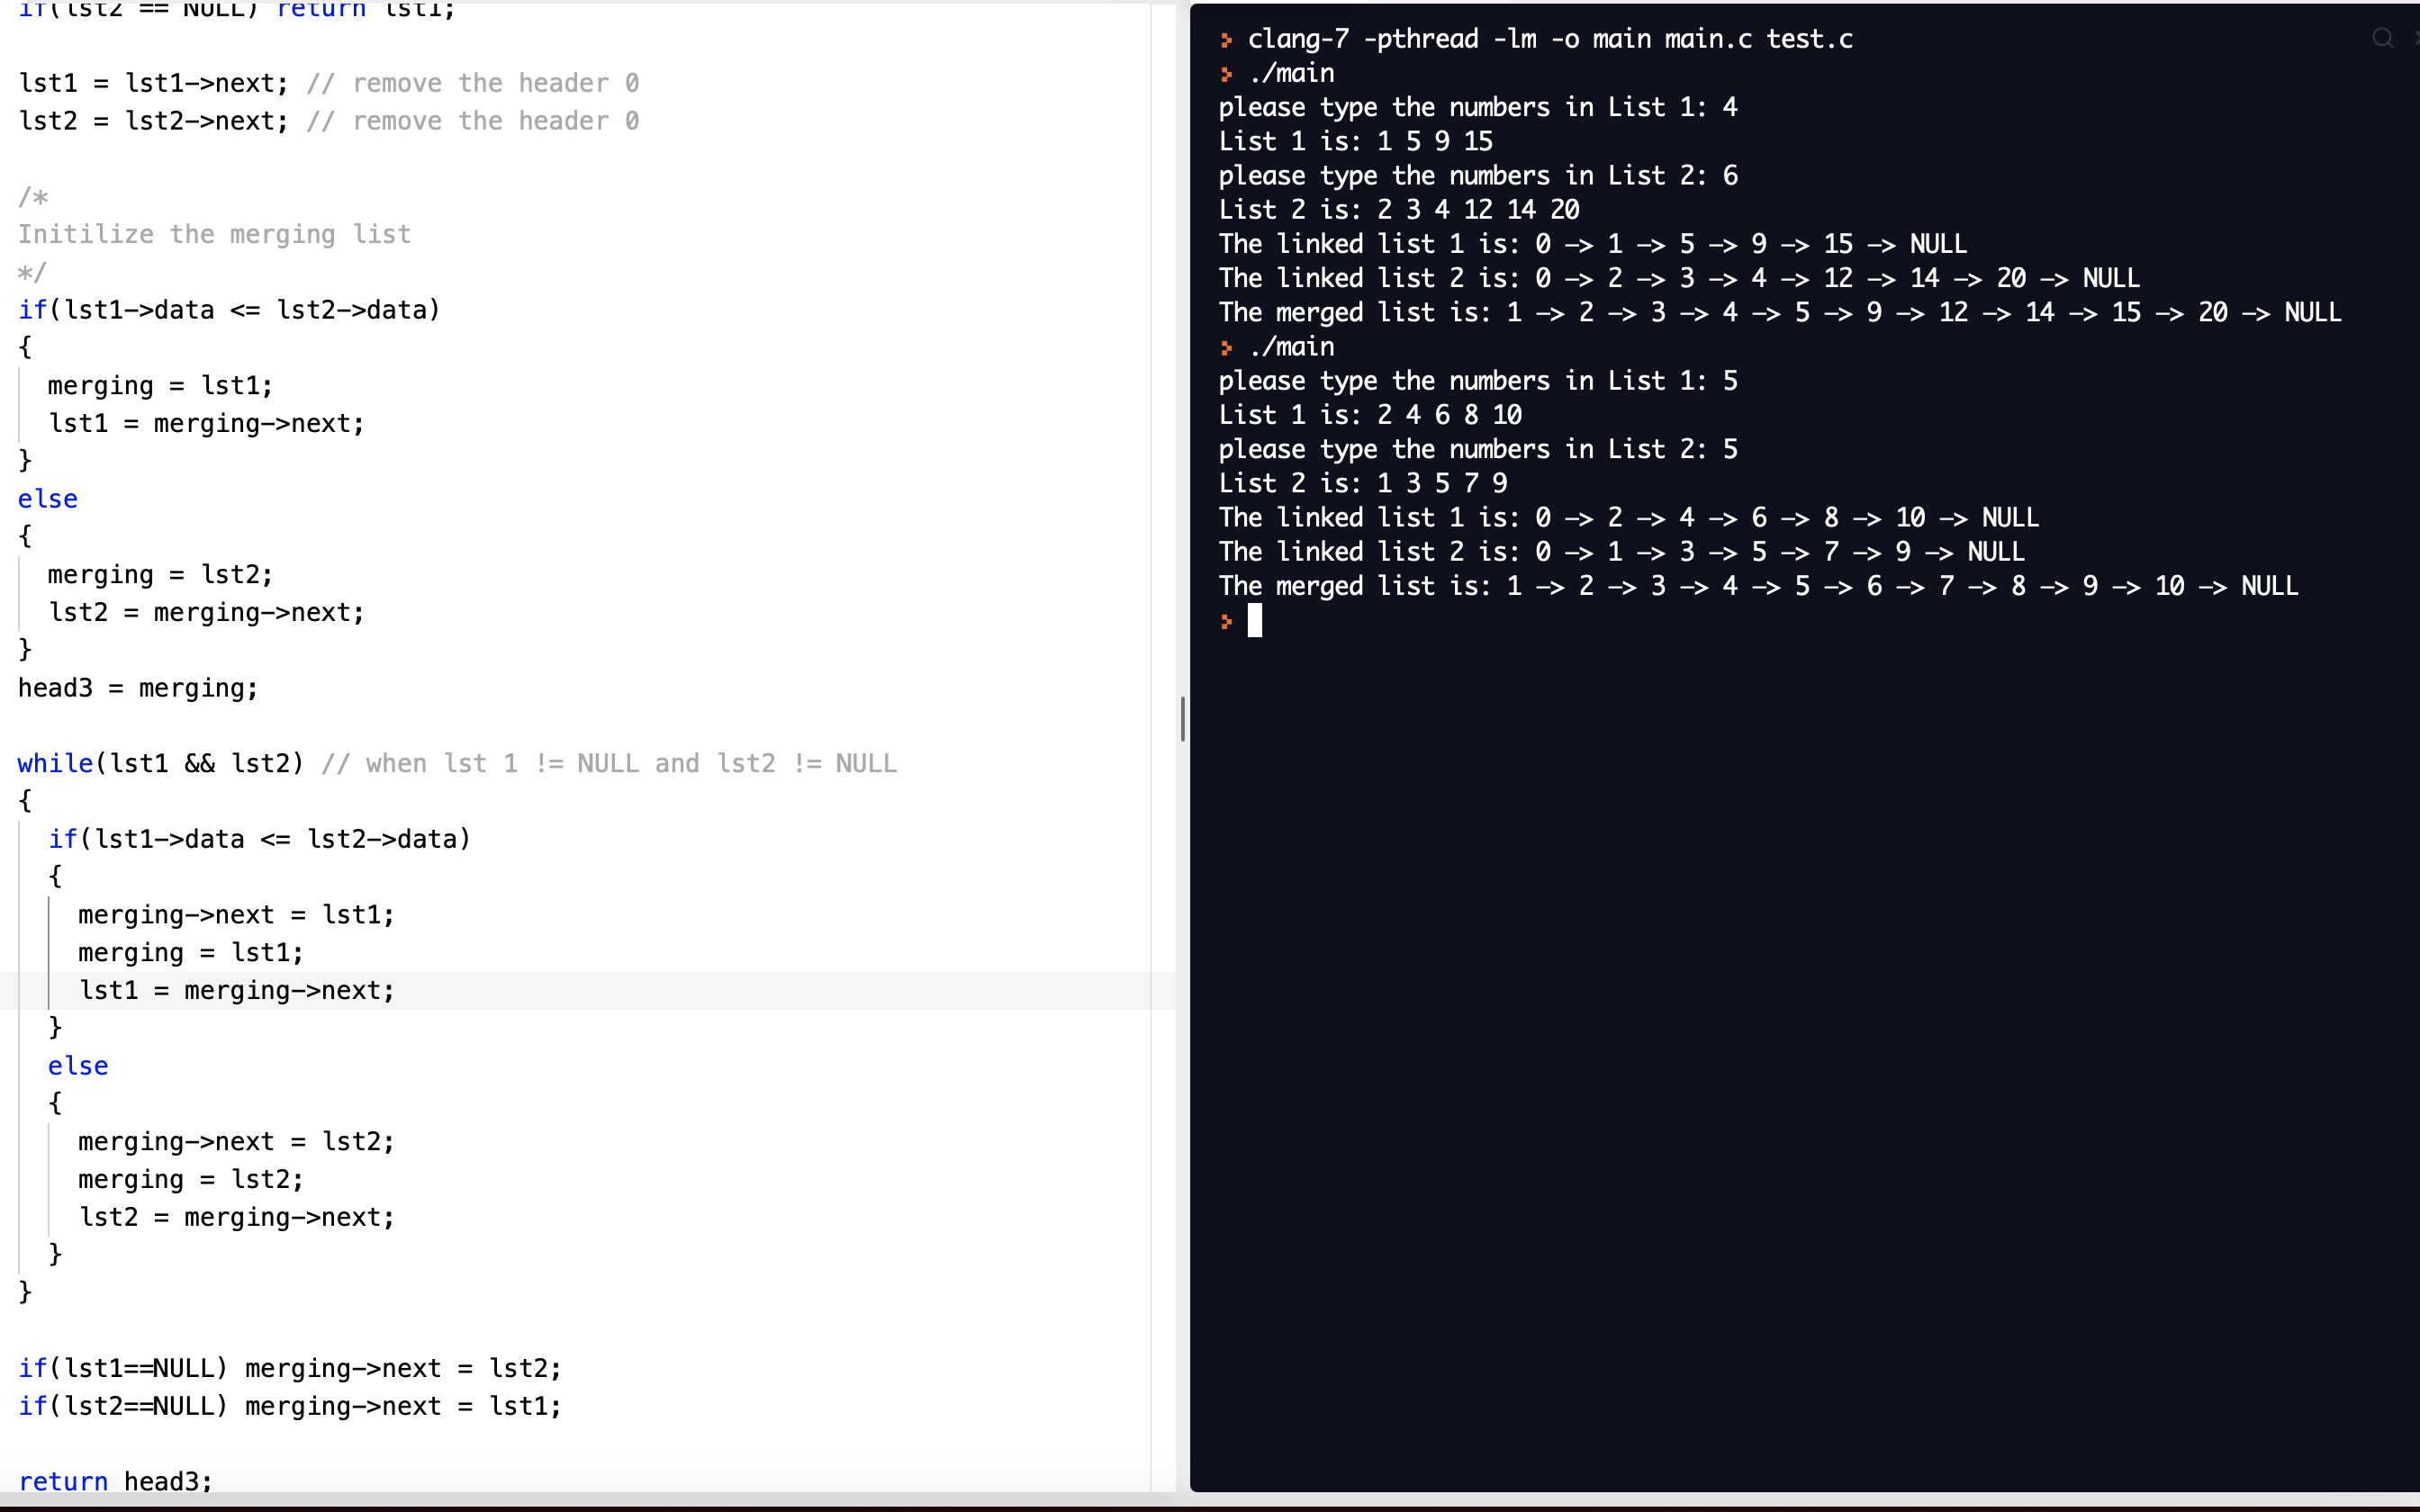 if(lst2 == NULL) return lst1;
lst1 = lst1->next; // remove the header 0
lst2 = lst2->next; // remove the header 0
/*
Initilize the merging list
*/
if(lst1->data <= lst2->data)
{
merging = lst1;
lst1 = merging->next;
}
else
{
merging = lst2;
lst2 = merging->next;
}
head3 = merging;
while(lst1 && lst2) // when lst 1 != NULL and lst2 != NULL
{
if(lst1->data <= lst2->data)
{
merging->next = lst1;
merging = lst1;
lst1 = merging->next;
}
else
{
merging->next = lst2;
merging = lst2;
lst2 = merging->next;
}
}
if(lst1==NULL) merging->next = lst2;
if(lst2==NULL) merging->next = lst1;
return head3;
> clang-7 -pthread -lm -o main main.c test.c
> ./main
please type the numbers in List 1: 4
List 1 is: 1 5 9 15
please type the numbers in List 2: 6
List 2 is: 2 3 4 12 14 20
The linked list 1 is: 0 -> 1 -> 5 -> 9 -> 15 -> NULL
The linked list 2 is: 0 -> 2 -> 3 -> 4 -> 12 -> 14 -> 20 -> NULL
The merged list is: 1 -> 2 -> 3 -> 4 -> 5 -> 9 -> 12 -> 14 -> 15 -> 20 -> NULL
> ./main
please type the numbers in List 1: 5
List 1 is: 2 4 6 8 10
please type the numbers in List 2: 5
List 2 is: 1 3 5 7 9
The linked list 1 is: 0 -> 2 -> 4 -> 6 -> 8 -> 10 -> NULL
The linked list 2 is: 0 -> 1 -> 3 -> 5 -> 7 -> 9 -> NULL
The merged list is: 1 -> 2 -> 3 -> 4 -> 5 -> 6 -> 7 -> 8 -> 9 -> 10 -> NULL
>